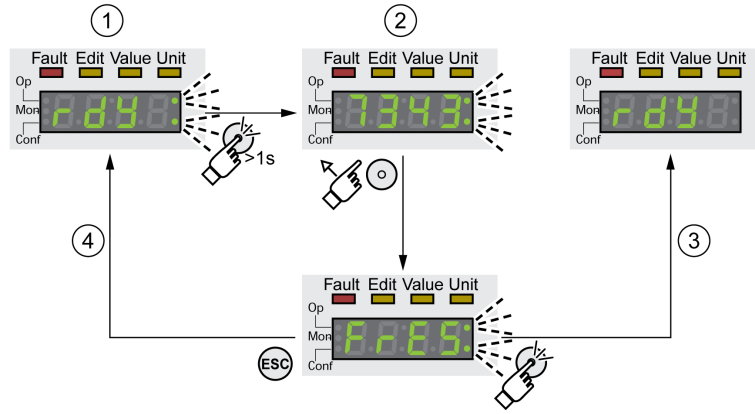 1
Fault Edit Value Unit
Op
Mon
Conf
rdy
>1s
2
Fault Edit Value Unit
Op
Mon
Conf
7343
Fault Edit Value Unit
Op
Mon
Conf
rdy
4
3
Fault Edit Value Unit
Op
Mon
Conf
FrES
ESC